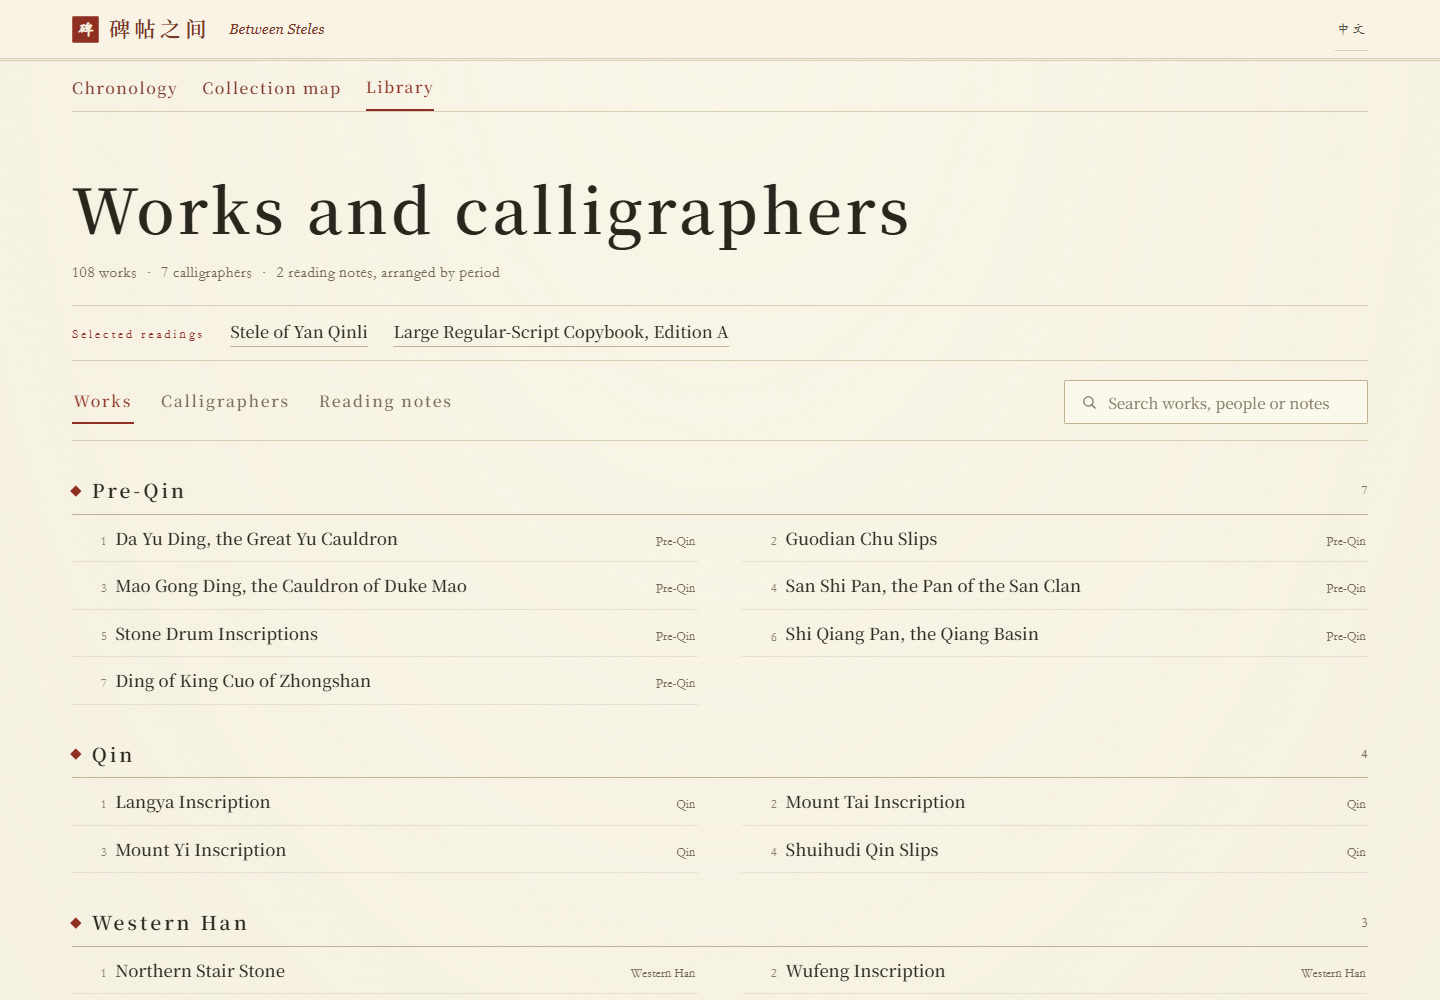 碑 碑帖之间 Between Steles 中文
Chronology Collection map Library
Works and calligraphers
108 works · 7 calligraphers · 2 reading notes, arranged by period
Selected readings Stele of Yan Qinli Large Regular-Script Copybook, Edition A
Works Calligraphers Reading notes Search works, people or notes
Pre-Qin 7
1 Da Yu Ding, the Great Yu Cauldron Pre-Qin 2 Guodian Chu Slips Pre-Qin
3 Mao Gong Ding, the Cauldron of Duke Mao Pre-Qin 4 San Shi Pan, the Pan of the San Clan Pre-Qin
5 Stone Drum Inscriptions Pre-Qin 6 Shi Qiang Pan, the Qiang Basin Pre-Qin
7 Ding of King Cuo of Zhongshan Pre-Qin
Qin 4
1 Langya Inscription Qin 2 Mount Tai Inscription Qin
3 Mount Yi Inscription Qin 4 Shuihudi Qin Slips Qin
Western Han 3
1 Northern Stair Stone Western Han 2 Wufeng Inscription Western Han